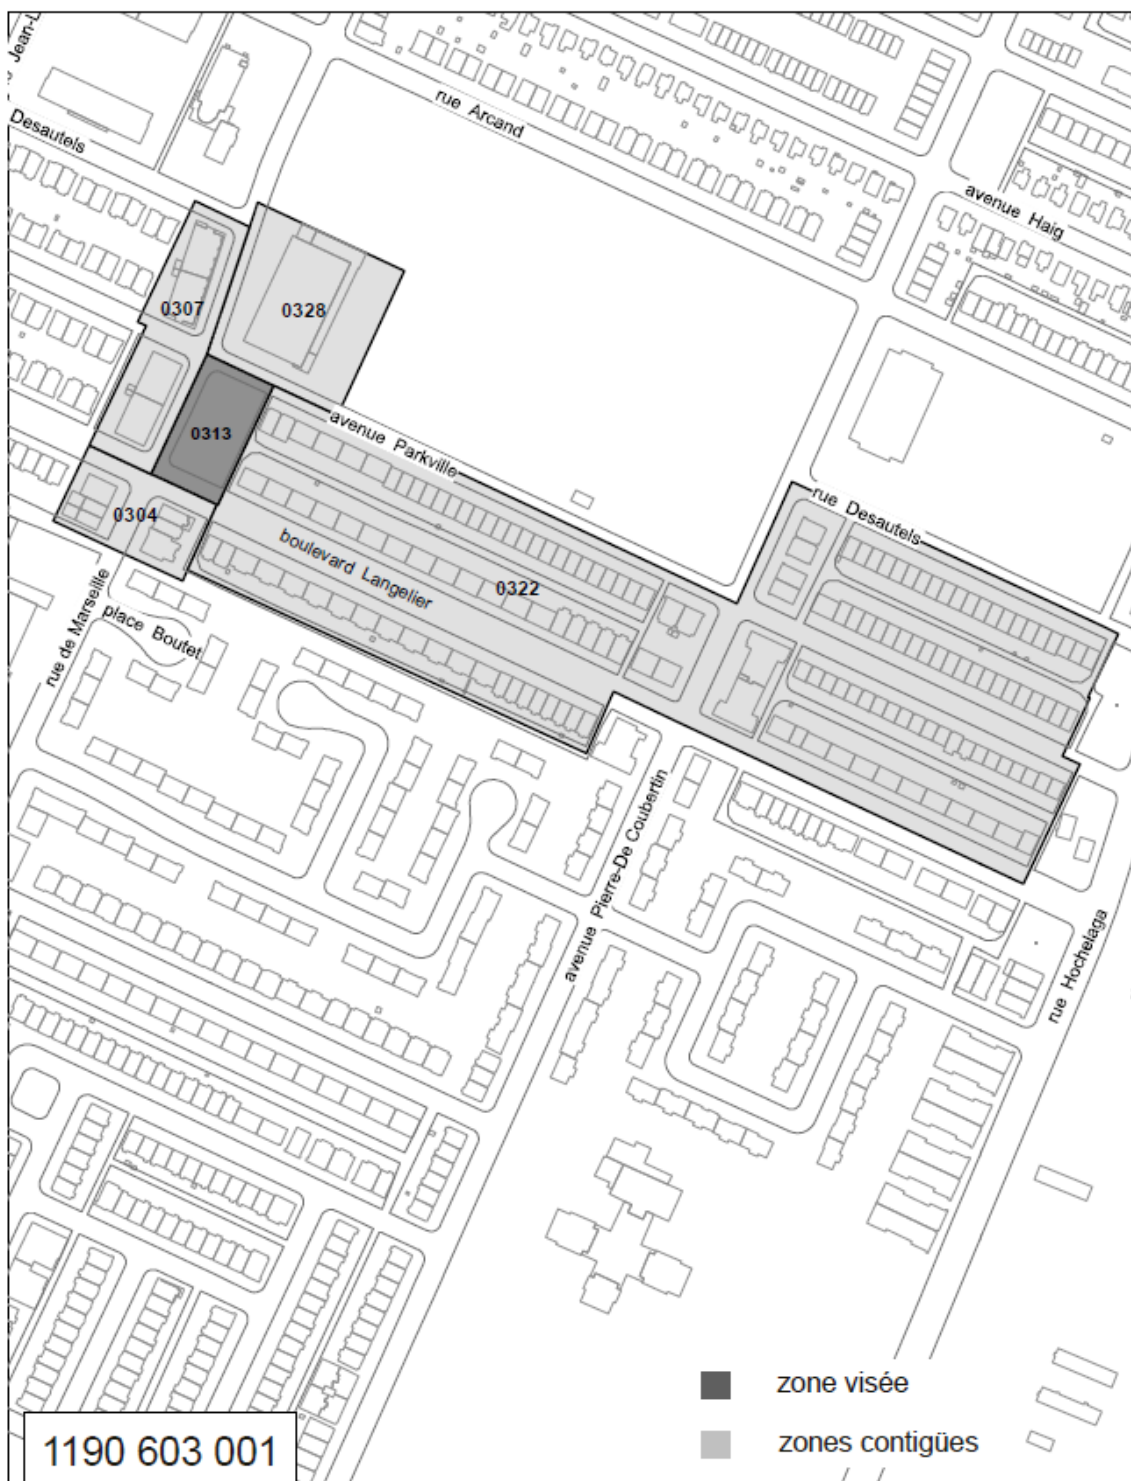 Jean-L
Desautels
rue Arcand
avenue Haig
0307
0328
avenue Parkville
0313
rue Desautels
0304
boulevard Langelier
0322
rue de Marseille
place Boutet
avenue Pierre-De Coubertin
rue Hochelaga
zone visée
zones contigües
1190 603 001